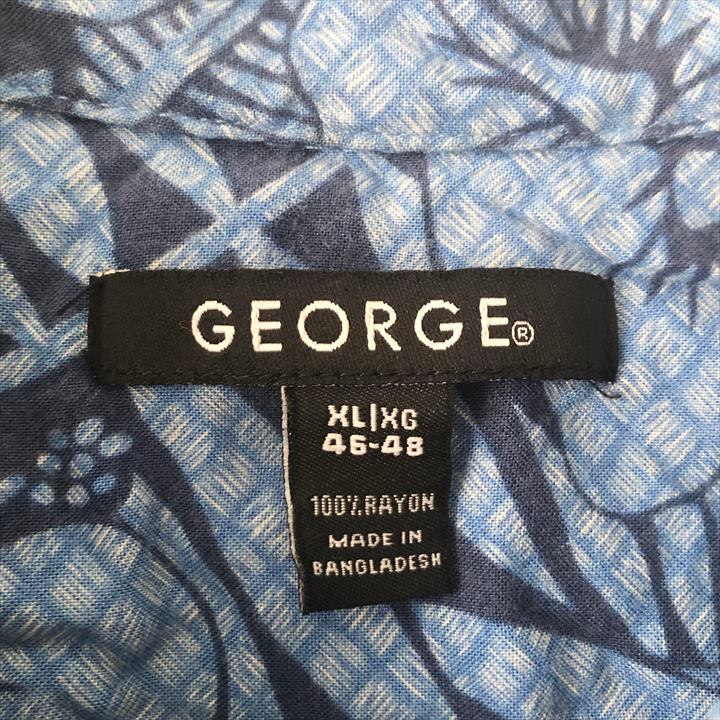 GEORGE®
XL|XG
46-48
100% RAYON
MADE IN
BANGLADESH